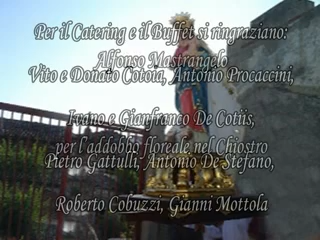 Per il Catering e il Buffet si ringraziano:
Alfonso Mastrangelo
Vito e Donato Cotoia, Antonio Procaccini,
Ivano e Gianfranco De Cotiis,
per l'addobbo floreale nel Chiostro
Pietro Gattulli, Antonio De Stefano,
Roberto Cobuzzi, Gianni Mottola